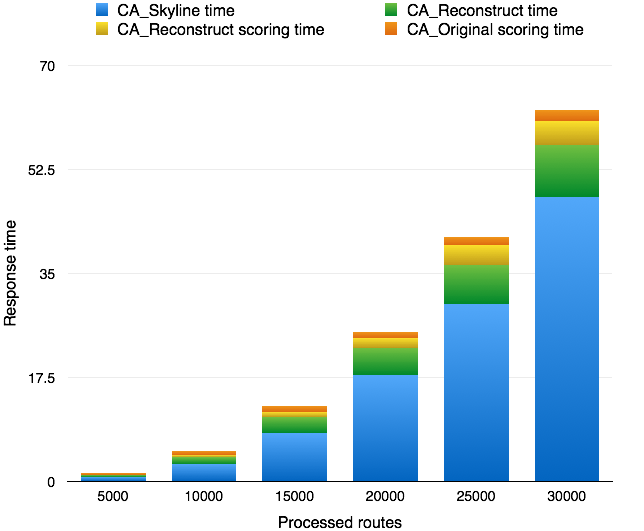 CA_Skyline time
CA_Reconstruct time
CA_Reconstruct scoring time
CA_Original scoring time
70
52.5
35
17.5
0
Response time
5000 10000 15000 20000 25000 30000
Processed routes